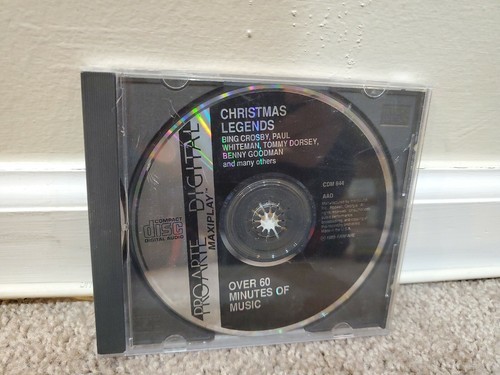 CHRISTMAS
LEGENDS
BING CROSBY, PAUL
WHITEMAN, TOMMY DORSEY,
BENNY GOODMAN
and many others
PRO ARTE DIGITAL
MAXIPLAY
COMPACT
disc
DIGITAL AUDIO
AAD
OVER 60
MINUTES OF
MUSIC